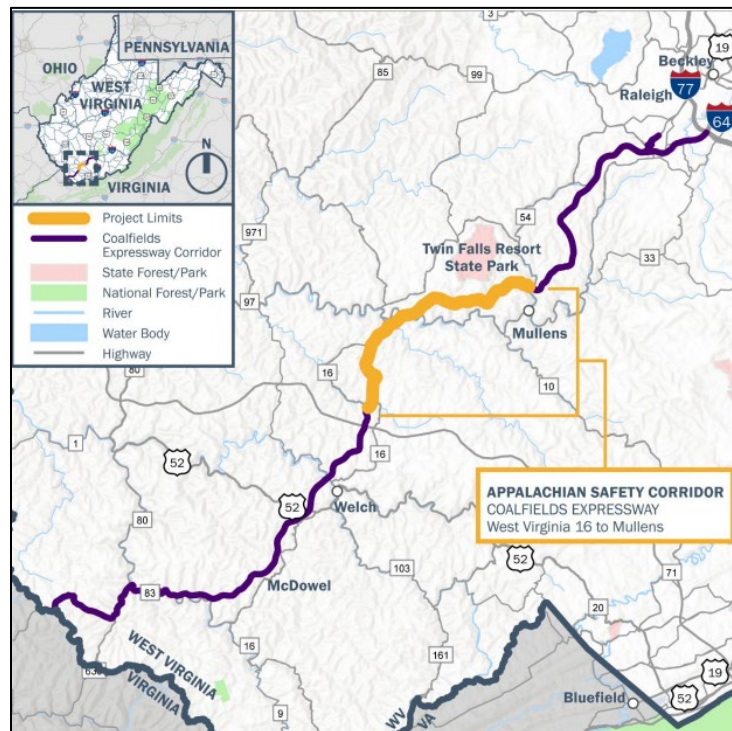 PENNSYLVANIA
OHIO
WEST
VIRGINIA
VIRGINIA
N
Project Limits
Coalfields
Expressway Corridor
State Forest/Park
National Forest/Park
River
Water Body
Highway
3
19
Beckley
85
99
77
Raleigh
64
971
54
Twin Falls Resort
State Park
33
97
Mullens
16
80
10
1
52
16
APPALACHIAN SAFETY CORRIDOR
COALFIELDS EXPRESSWAY
West Virginia 16 to Mullens
52
Welch
80
103
52
71
McDowel
83
20
16
161
WEST VIRGINIA
VIRGINIA
19
52
Bluefield
9
WV
VA